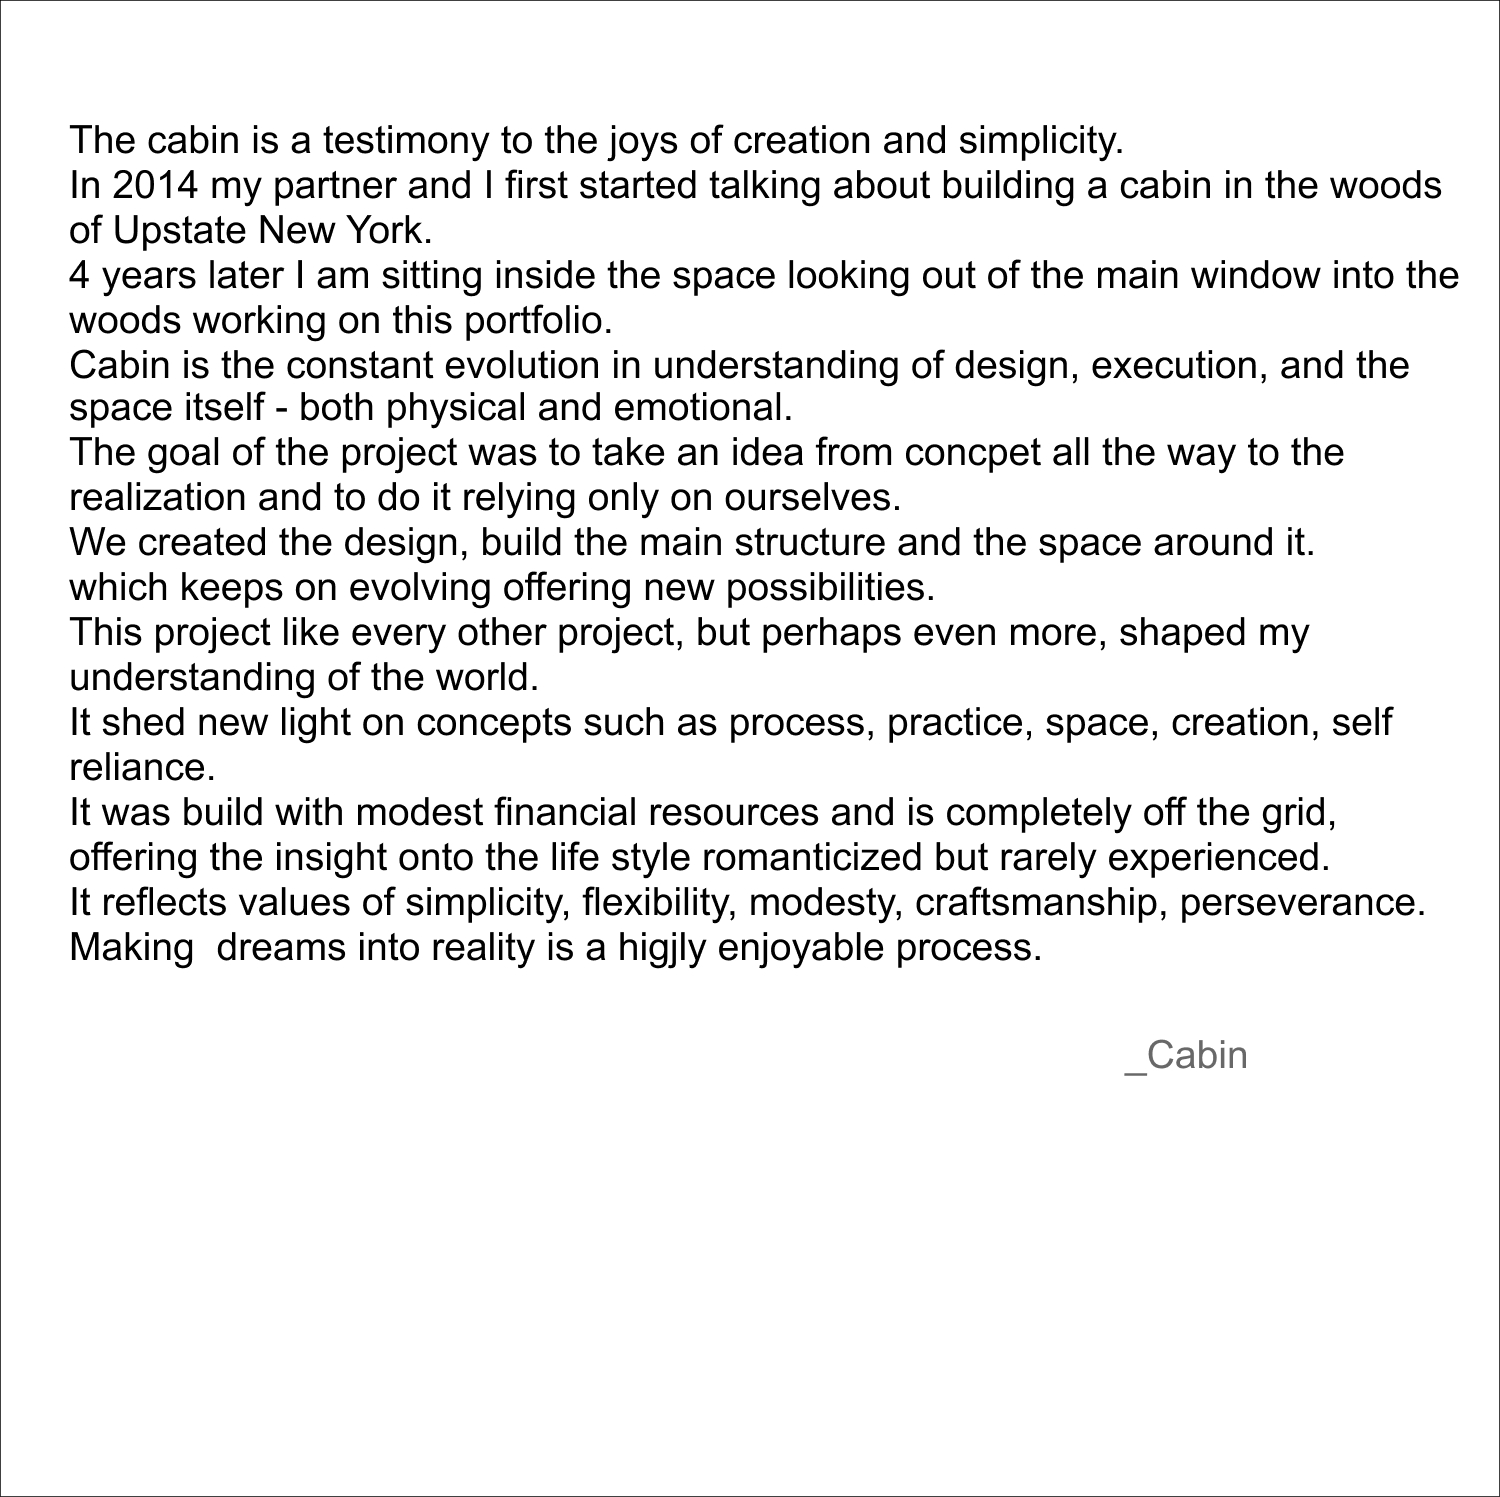 The cabin is a testimony to the joys of creation and simplicity.
In 2014 my partner and I first started talking about building a cabin in the woods
of Upstate New York.
4 years later I am sitting inside the space looking out of the main window into the
woods working on this portfolio.
Cabin is the constant evolution in understanding of design, execution, and the
space itself - both physical and emotional.
The goal of the project was to take an idea from concpet all the way to the
realization and to do it relying only on ourselves.
We created the design, build the main structure and the space around it.
which keeps on evolving offering new possibilities.
This project like every other project, but perhaps even more, shaped my
understanding of the world.
It shed new light on concepts such as process, practice, space, creation, self
reliance.
It was build with modest financial resources and is completely off the grid,
offering the insight onto the life style romanticized but rarely experienced.
It reflects values of simplicity, flexibility, modesty, craftsmanship, perseverance.
Making  dreams into reality is a higjly enjoyable process.
_Cabin